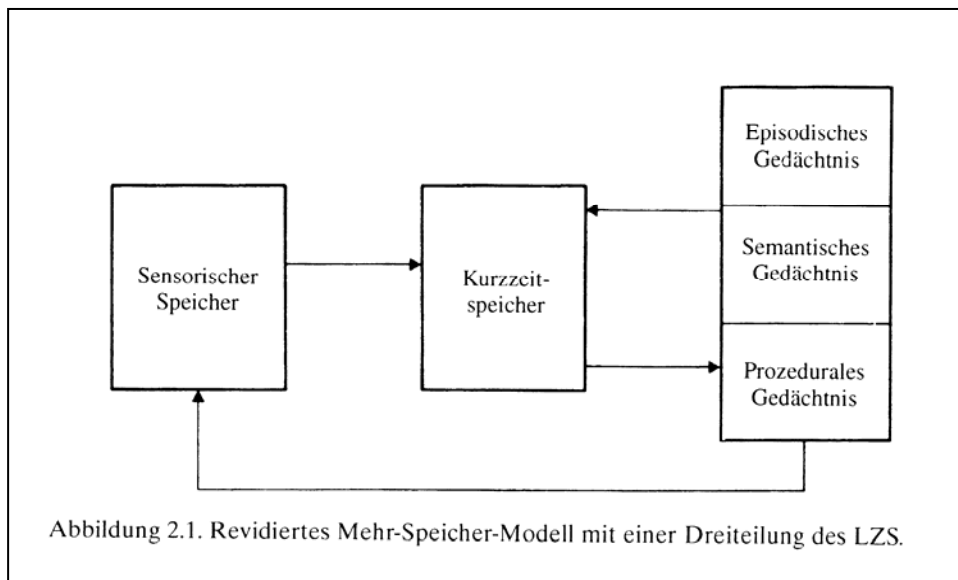 Sensorischer
Speicher
Kurzzeit-
speicher
Episodisches
Gedächtnis
Semantisches
Gedächtnis
Prozedurales
Gedächtnis
Abbildung 2.1. Revidiertes Mehr-Speicher-Modell mit einer Dreiteilung des LZS.